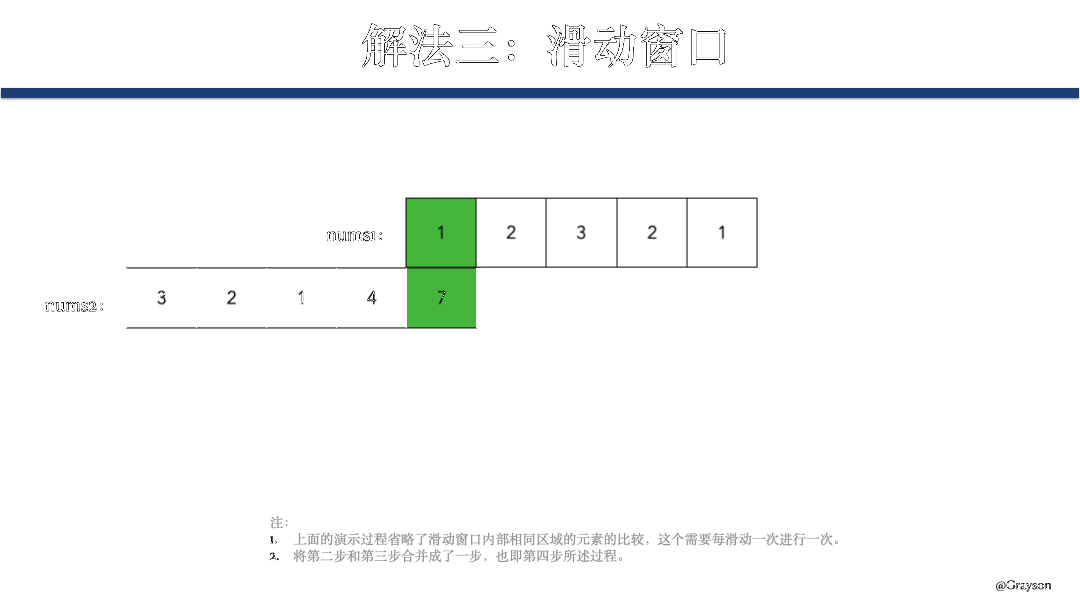 解法三：滑动窗口
nums1: 1 2 3 2 1
nums2: 3 2 1 4 7
注：
1. 上面的演示过程省略了滑动窗口内部相同区域的元素的比较，这个需要每滑动一次进行一次。
2. 将第二步和第三步合并成了一步，也即第四步所述过程。
@Grayson